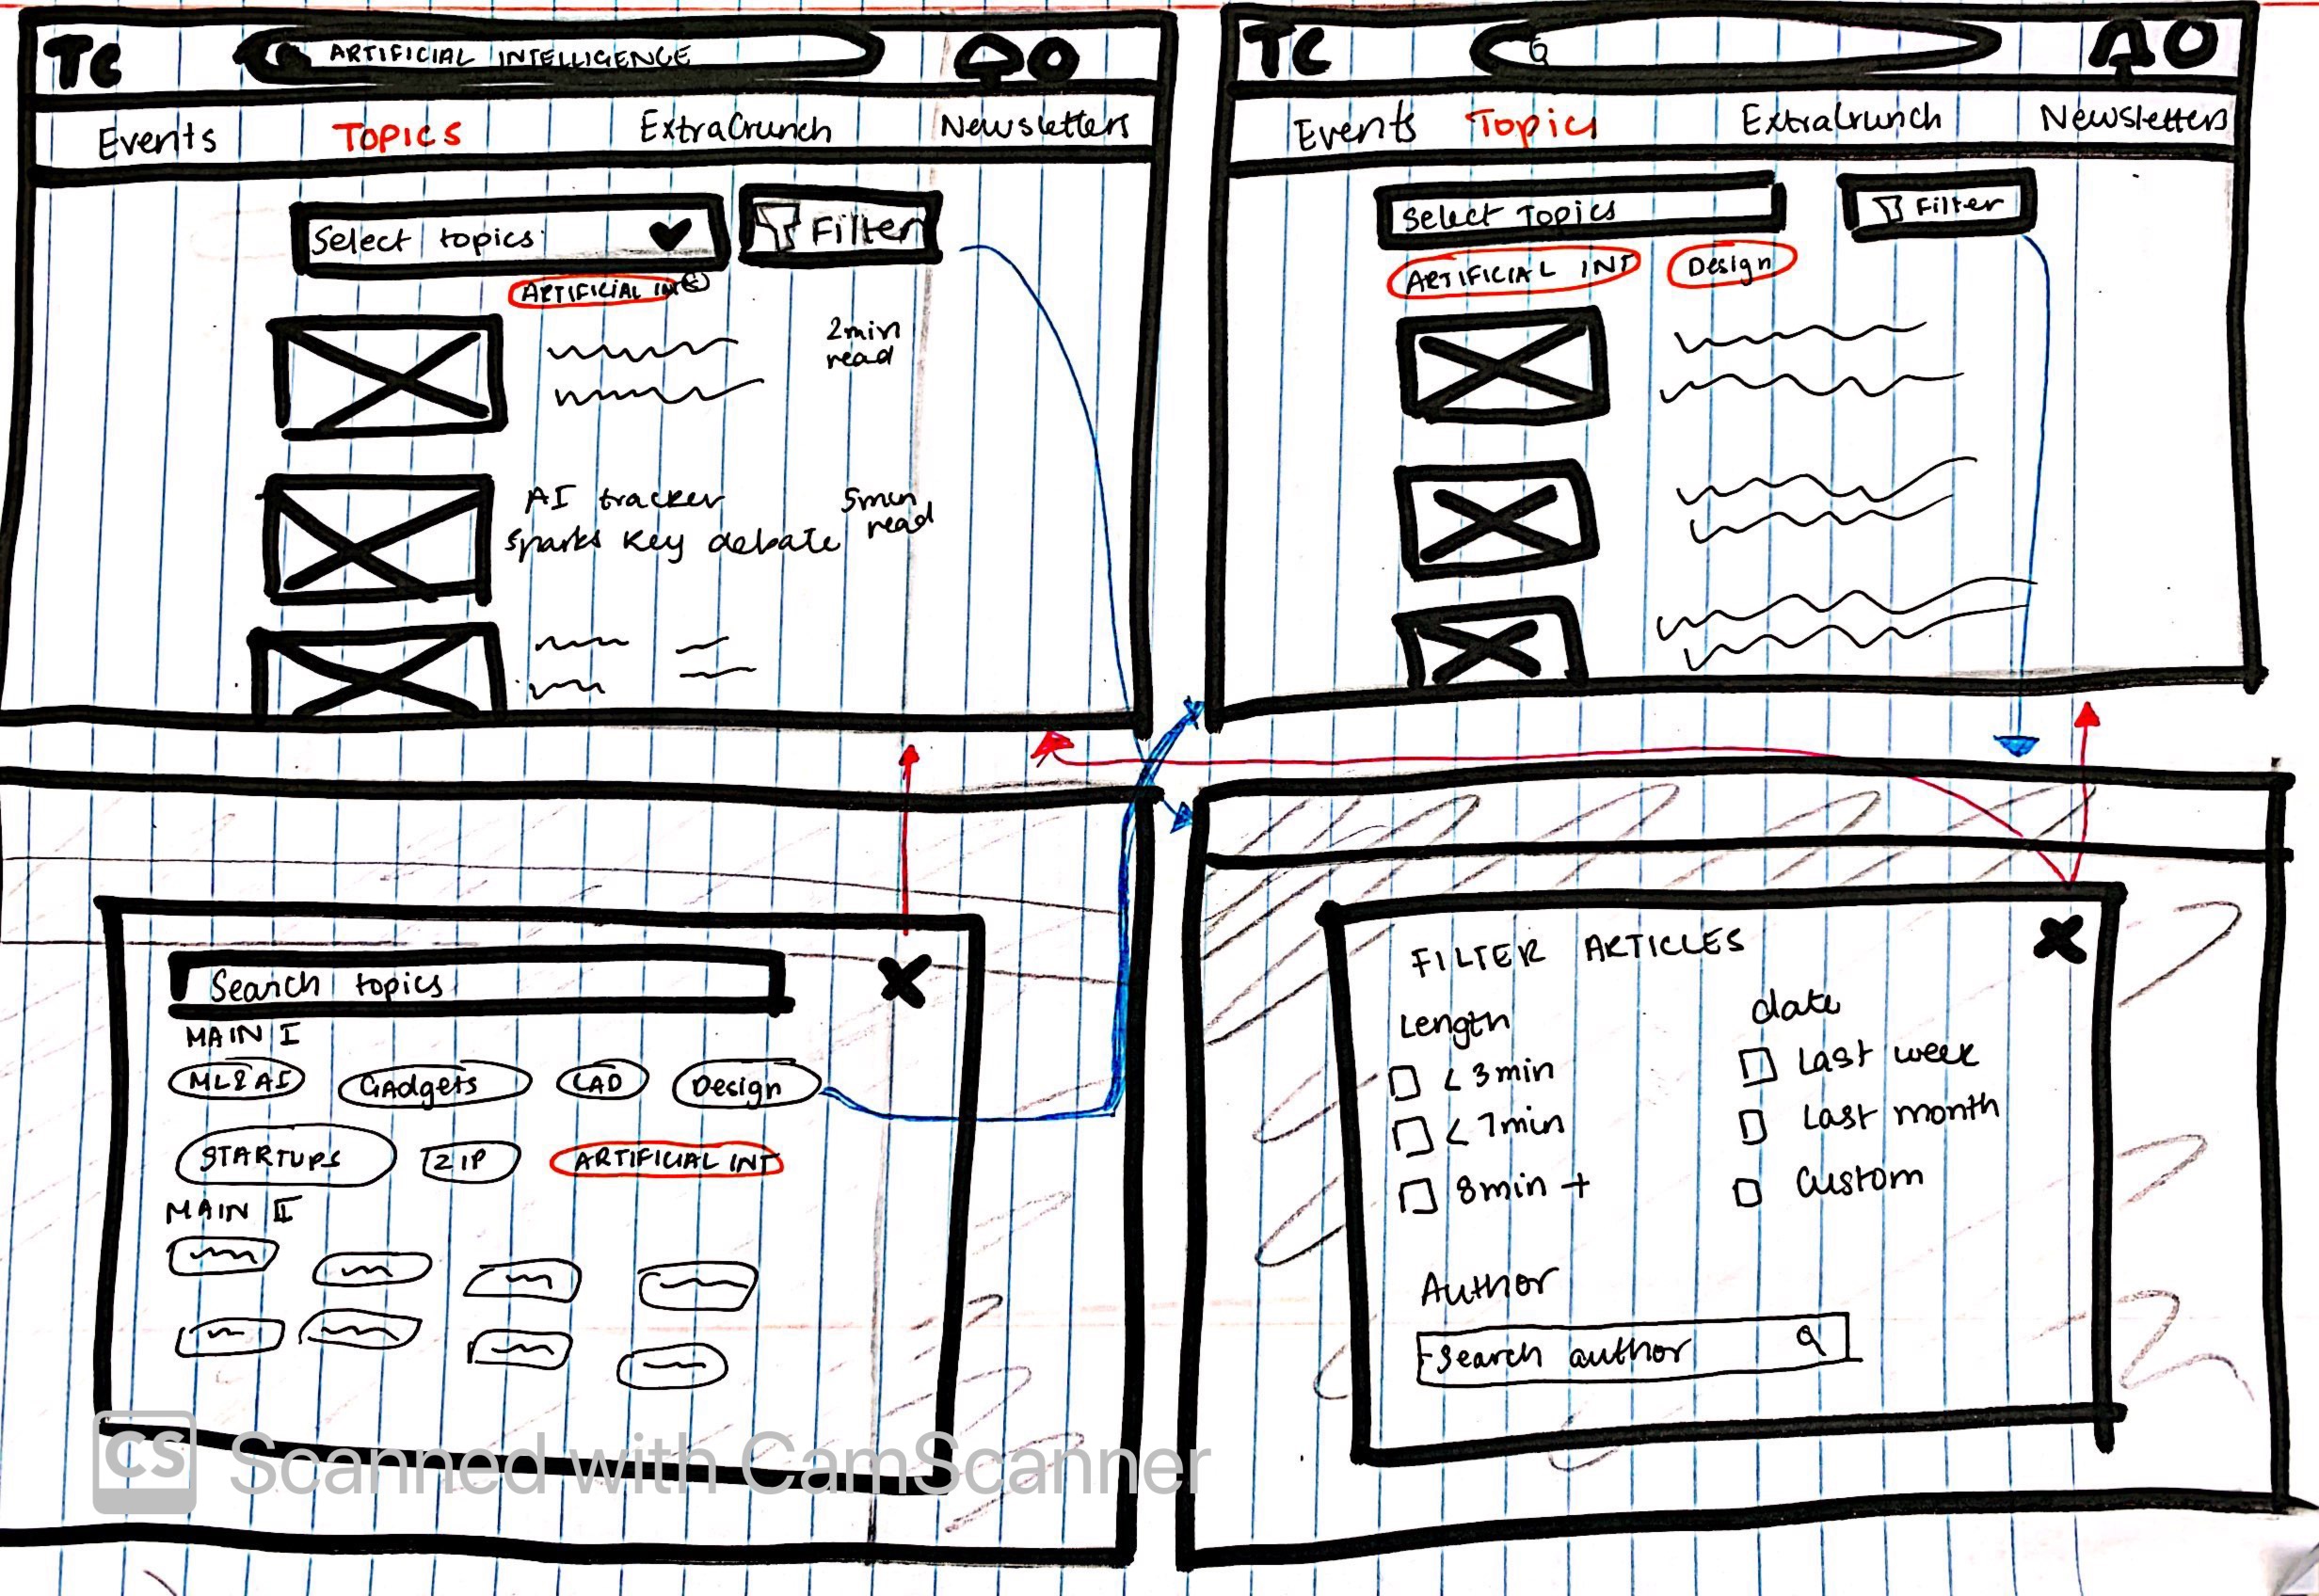 TC
ARTIFICIAL INTELLIGENCE
Events TOPICS ExtraCrunch Newsletters
Select topics
Filter
ARTIFICIAL
2min
read
AI tracker
Sparks Key debate
5min
read
TC
Events Topics ExtraCrunch Newsletters
Select Topics
Filter
ARTIFICIAL INT Design
Search topics
X
MAIN I
ML&AI Gadgets CAD Design
STARTUPS ZIP ARTIFICIAL INT
MAIN II
FILTER ARTICLES
X
Length
< 3min
< 7min
8min +
date
Last week
Last month
Custom
Author
Search author
CS Scanned with CamScanner